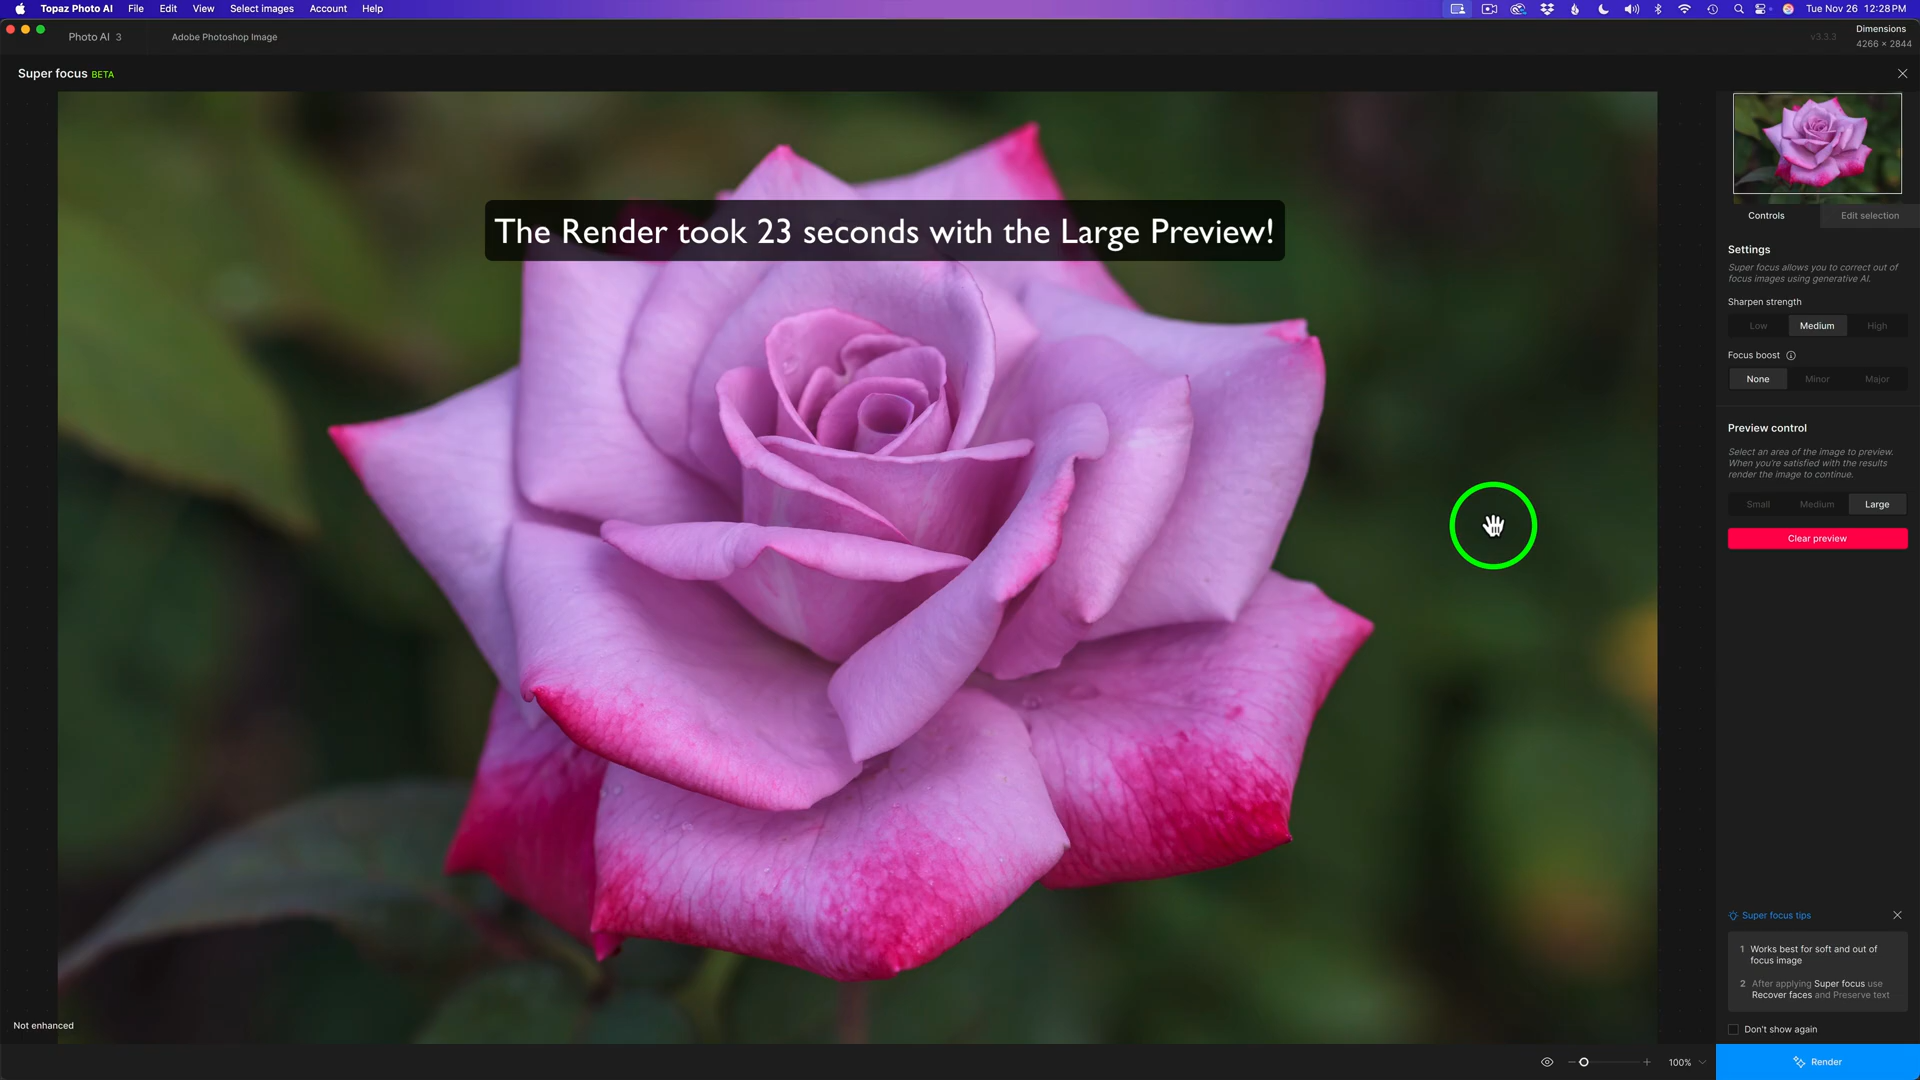 Topaz Photo AI File Edit View Select images Account Help Tue Nov 26 12:28 PM
Photo AI 3 Adobe Photoshop Image v3.3.3 Dimensions
4266 × 2844
Super focus BETA
The Render took 23 seconds with the Large Preview!
Controls Edit selection
Settings
Super focus allows you to correct out of
focus images using generative AI.
Sharpen strength
Low Medium High
Focus boost
None Minor Major
Preview control
Select an area of the image to preview.
When you're satisfied with the results
render the image to continue.
Small Medium Large
Clear preview
Super focus tips
1 Works best for soft and out of
focus image
2 After applying Super focus use
Recover faces and Preserve text
Don't show again
Not enhanced
100%
Render